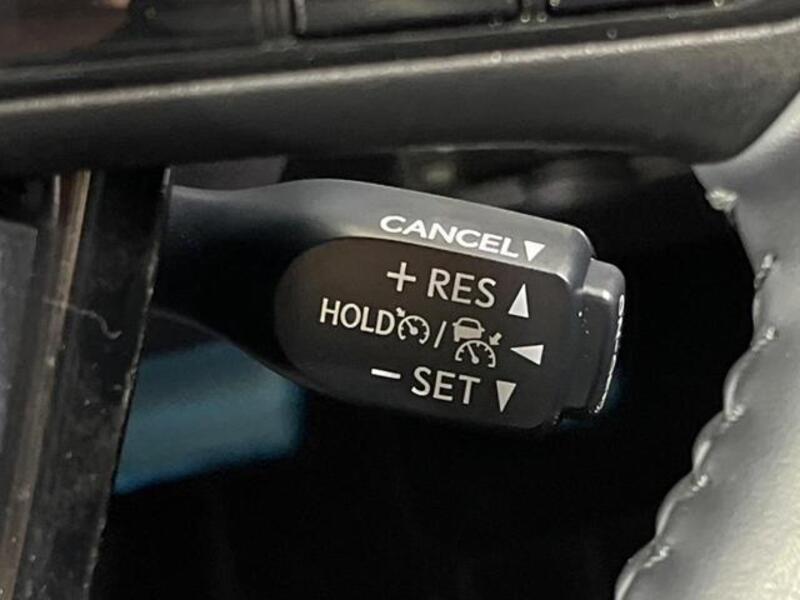 CANCEL▼
+ RES ▲
HOLD / ◀
− SET ▼